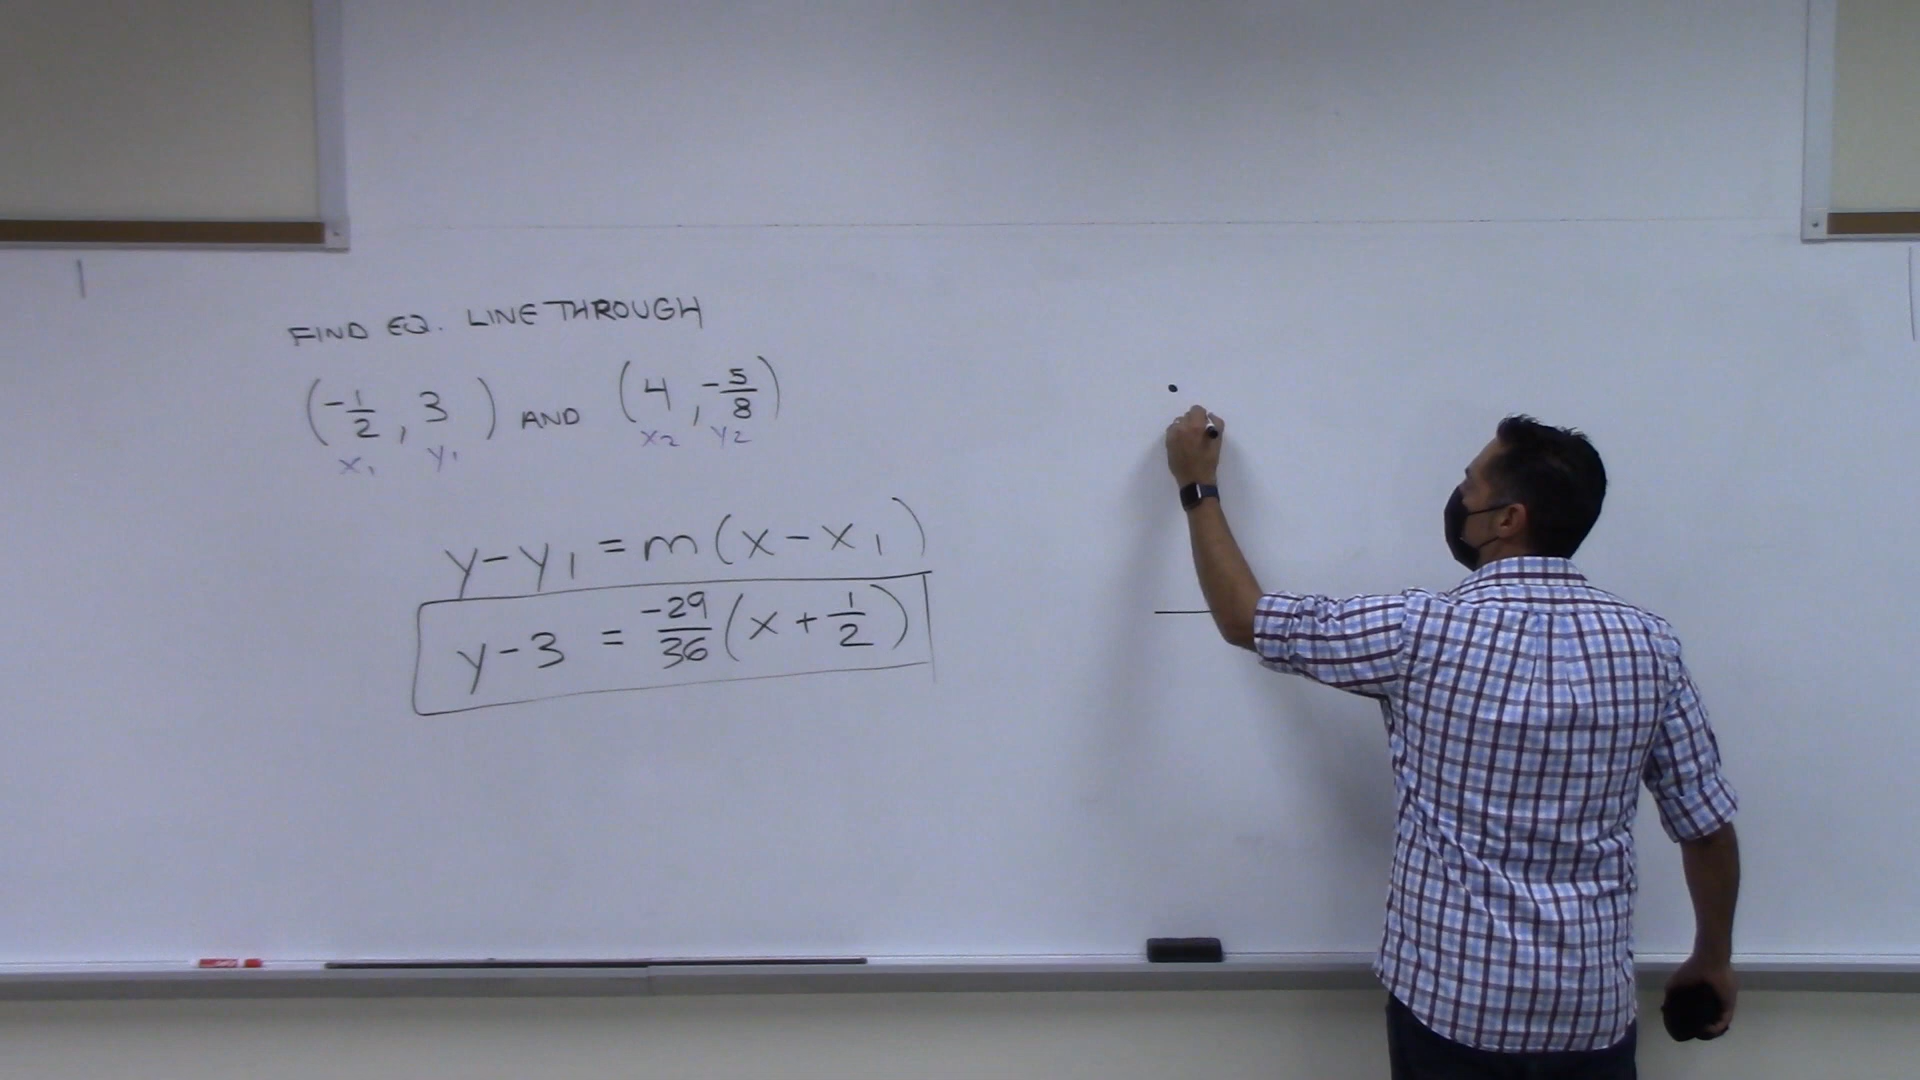 FIND EQ. LINE THROUGH
(-1/2, 3) AND (4, -5/8)
x₁ y₁ x₂ y₂
y-y₁ = m(x-x₁)
y-3 = -29/36 (x+1/2)